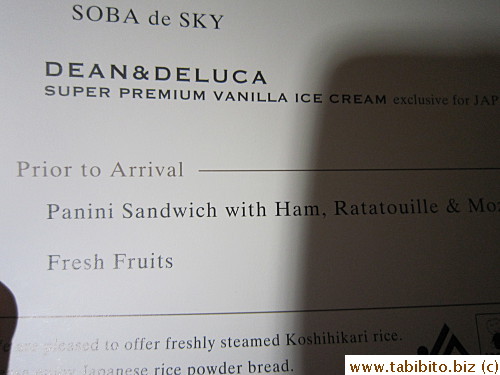 SOBA de SKY
DEAN&DELUCA
SUPER PREMIUM VANILLA ICE CREAM exclusive for JAP
Prior to Arrival
Panini Sandwich with Ham, Ratatouille & Mo
Fresh Fruits
are pleased to offer freshly steamed Koshihikari rice.
Japanese rice powder bread.
www.tabibito.biz (c)